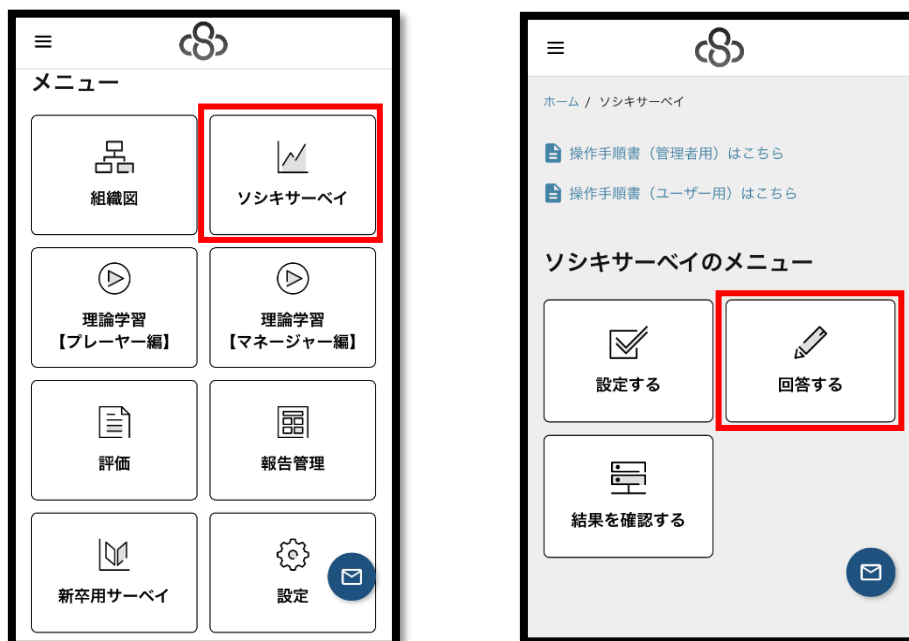 メニュー
組織図
ソシキサーベイ
理論学習
【プレーヤー編】
理論学習
【マネージャー編】
評価
報告管理
新卒用サーベイ
設定
ホーム / ソシキサーベイ
操作手順書（管理者用）はこちら
操作手順書（ユーザー用）はこちら
ソシキサーベイのメニュー
設定する
回答する
結果を確認する